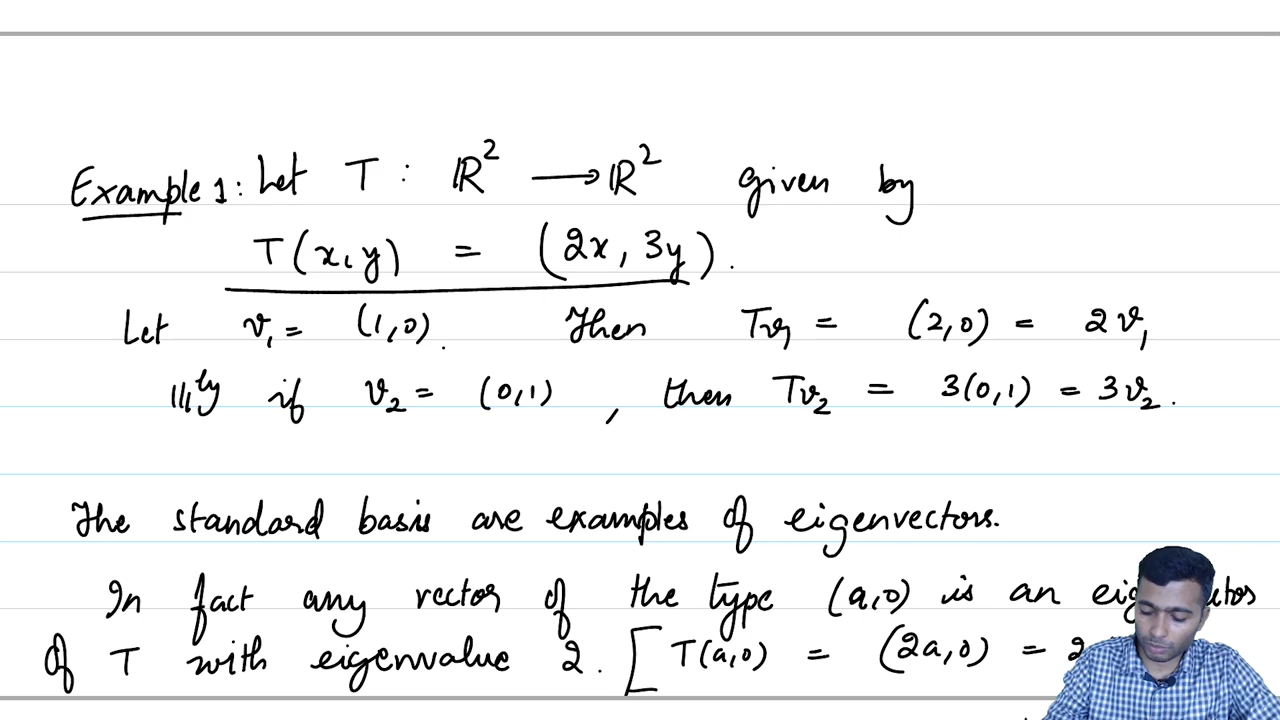 Example 1: Let T : ℝ² → ℝ² given by
T(x,y) = (2x, 3y).
Let v₁ = (1,0). Then Tv₁ = (2,0) = 2v₁
|||ly if v₂ = (0,1), then Tv₂ = 3(0,1) = 3v₂.
The standard basis are examples of eigenvectors.
In fact any vector of the type (a,0) is an
of T with eigenvalue 2. [T(a,0) = (2a,0) = 2